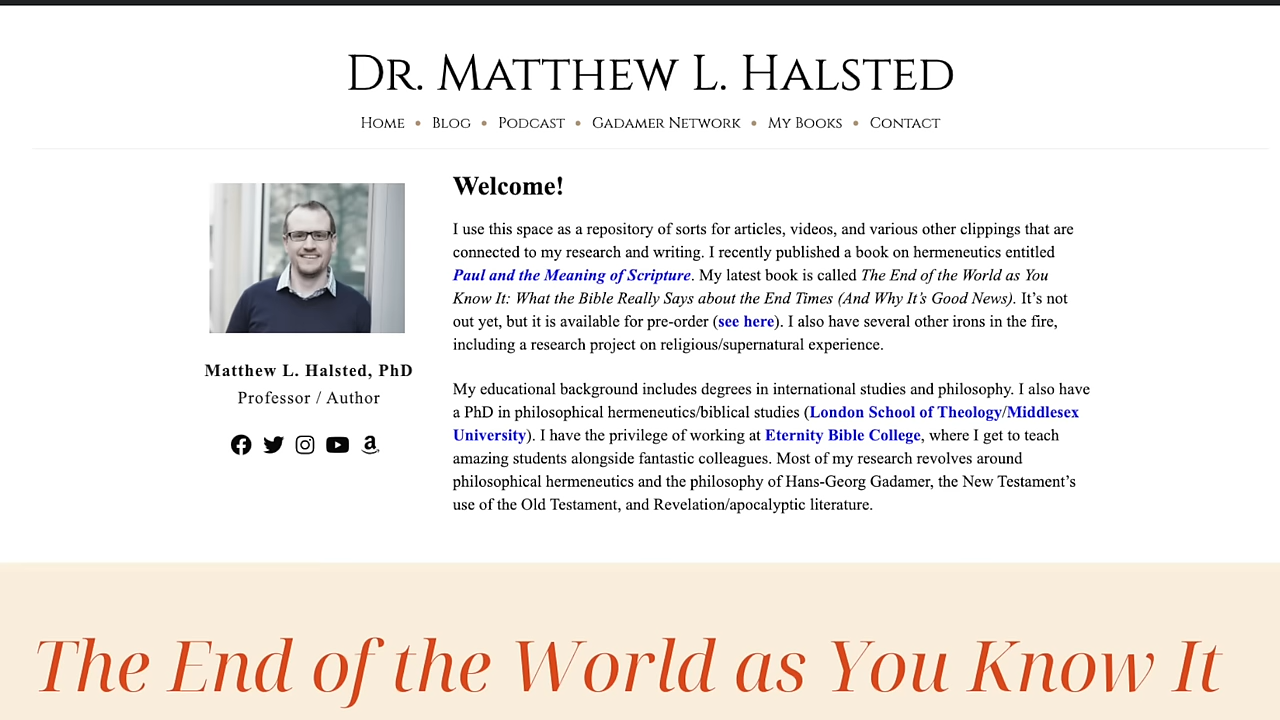 Dr. Matthew L. Halsted
Home • Blog • Podcast • Gadamer Network • My Books • Contact
Welcome!
I use this space as a repository of sorts for articles, videos, and various other clippings that are
connected to my research and writing. I recently published a book on hermeneutics entitled
Paul and the Meaning of Scripture. My latest book is called The End of the World as You
Know It: What the Bible Really Says about the End Times (And Why It’s Good News). It’s not
out yet, but it is available for pre-order (see here). I also have several other irons in the fire,
including a research project on religious/supernatural experience.
Matthew L. Halsted, PhD
Professor / Author
My educational background includes degrees in international studies and philosophy. I also have
a PhD in philosophical hermeneutics/biblical studies (London School of Theology/Middlesex
University). I have the privilege of working at Eternity Bible College, where I get to teach
amazing students alongside fantastic colleagues. Most of my research revolves around
philosophical hermeneutics and the philosophy of Hans-Georg Gadamer, the New Testament’s
use of the Old Testament, and Revelation/apocalyptic literature.
The End of the World as You Know It